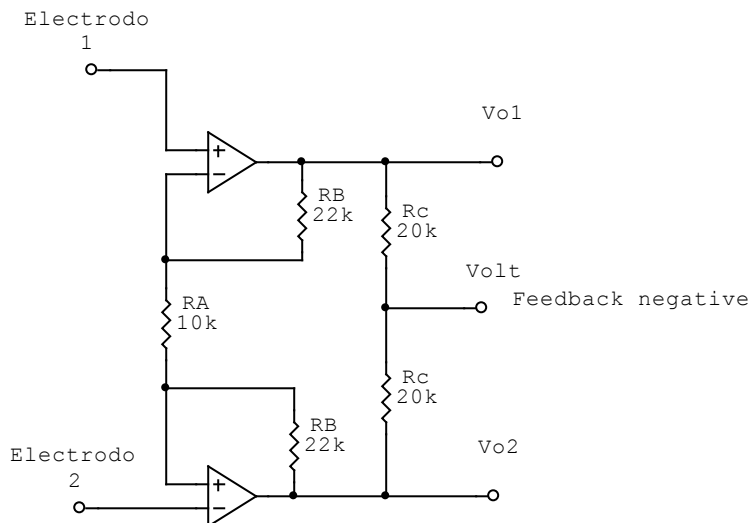 Electrodo
1
Vo1
+
−
RB
22k
Rc
20k
Volt
Feedback negative
RA
10k
Rc
20k
RB
22k
Vo2
Electrodo
2
+
−